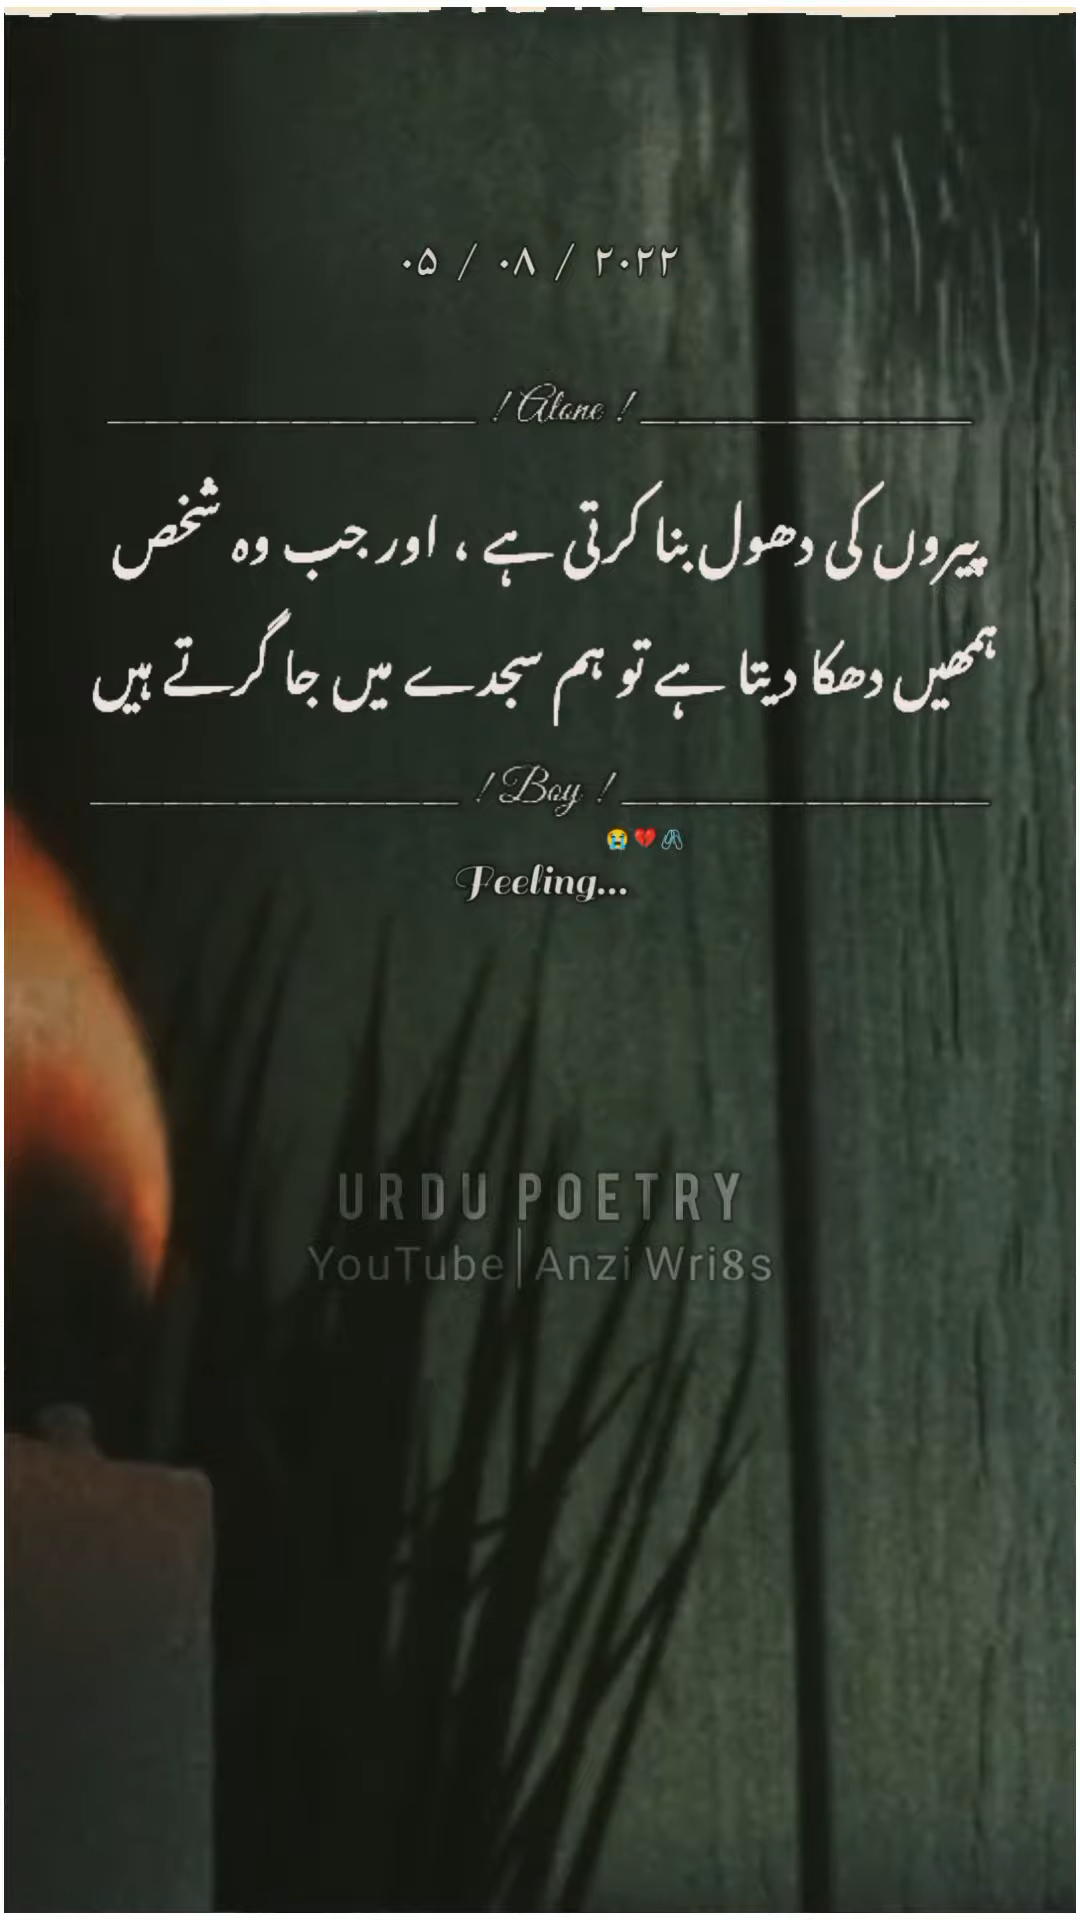 ۰۵ / ۰۸ / ۲۰۲۲
! Alone !
پیروں کی دھول بنا کرتی ہے ، اور جب وہ شخص
ہمھیں دھکا دیتا ہے تو ہم سجدے میں جا گرتے ہیں
! Boy !
😭💔🖇
Feeling...
URDU POETRY
YouTube | Anzi Wri8s